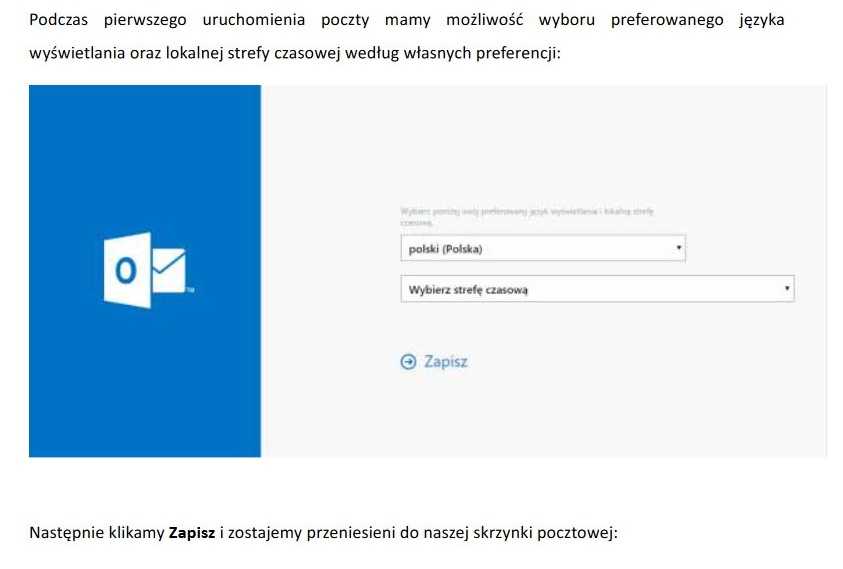 Podczas pierwszego uruchomienia poczty mamy możliwość wyboru preferowanego języka
wyświetlania oraz lokalnej strefy czasowej według własnych preferencji:
Wybierz poniżej swój preferowany język wyświetlania i lokalną strefę
czasową.
polski (Polska)
Wybierz strefę czasową
O
TM
Zapisz
Następnie klikamy Zapisz i zostajemy przeniesieni do naszej skrzynki pocztowej: